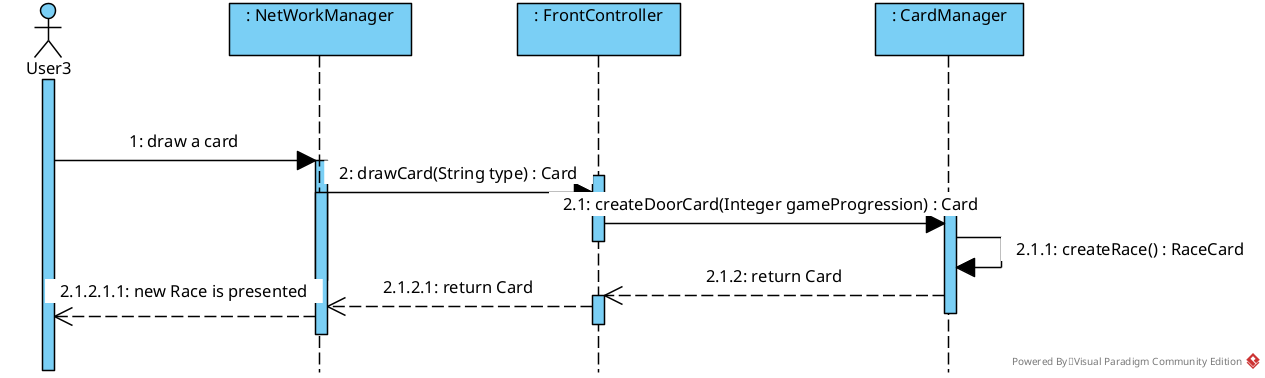 : NetWorkManager
: FrontController
: CardManager
User3
1: draw a card
2: drawCard(String type) : Card
2.1: createDoorCard(Integer gameProgression) : Card
2.1.1: createRace() : RaceCard
2.1.2: return Card
2.1.2.1: return Card
2.1.2.1.1: new Race is presented
Powered By Visual Paradigm Community Edition